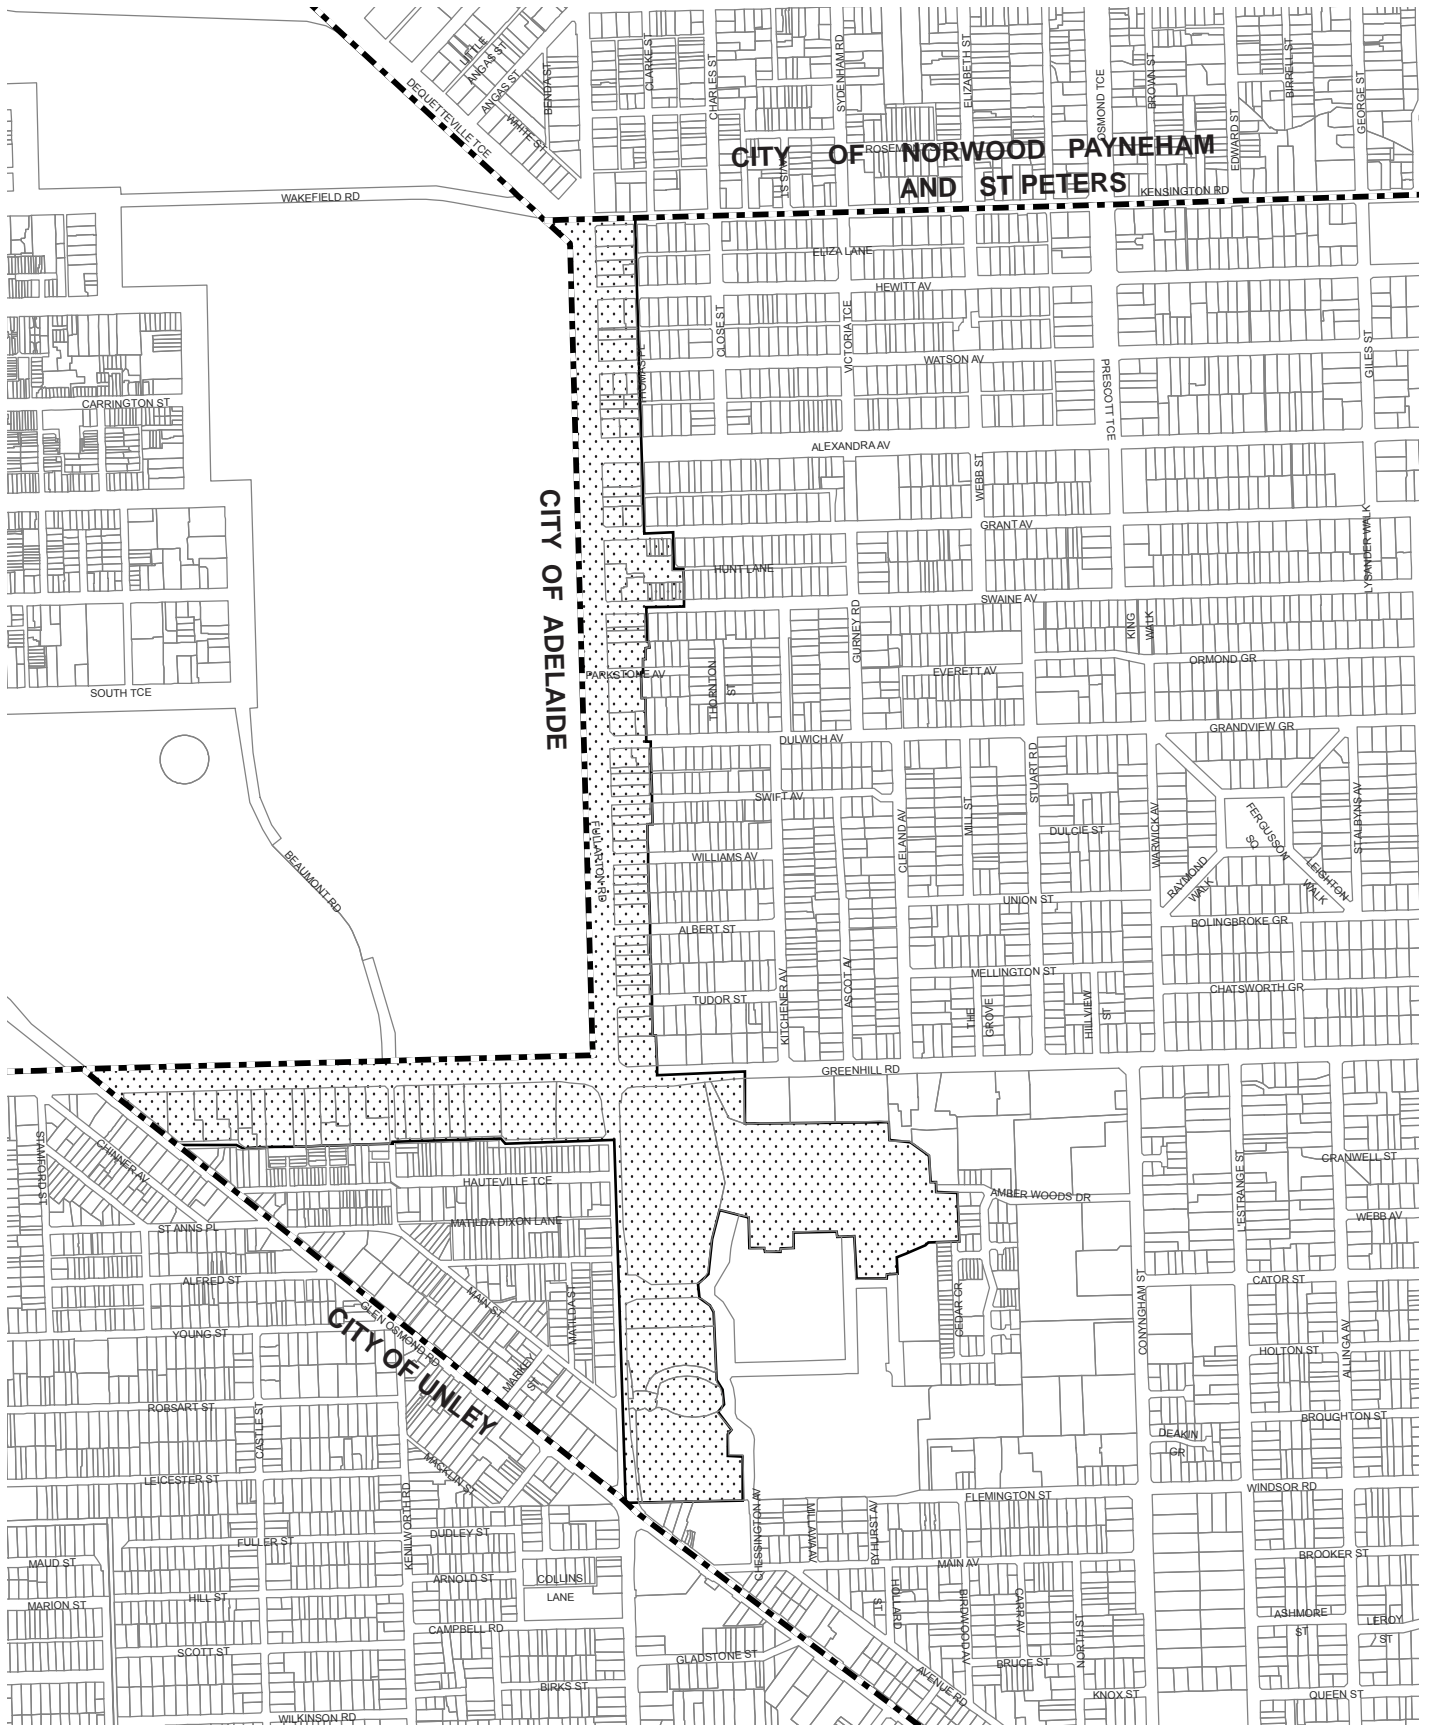 LITTLE
ANGAS ST
ANGAS ST
DEQUETTEVILLE TCE
WHITE ST
BENDA ST
CLARKE ST
CHARLES ST
SYDENHAM RD
ELIZABETH ST
OSMOND TCE
BROWN ST
EDWARD ST
BIRRELL ST
GEORGE ST
CITY OF NORWOOD PAYNEHAM
AND ST PETERS
KENSINGTON RD
WAKEFIELD RD
ELIZA LANE
HEWITT AV
CLOSE ST
VICTORIA TCE
WATSON AV
PRESCOTT TCE
GILES ST
CARRINGTON ST
ALEXANDRA AV
WEBB ST
GRANT AV
LYSANDER WALK
CITY OF ADELAIDE
HUNT LANE
SWAINE AV
KING
WALK
GURNEY RD
ORMOND GR
PARKSTONE AV
EVERETT AV
THORNTON
ST
SOUTH TCE
GRANDVIEW GR
DULWICH AV
STUART RD
SWIFT AV
CLELAND AV
MILL ST
DULCIE ST
WARWICK AV
FERGUSSON
SQ
ST ALBYNS AV
FULLARTON RD
WILLIAMS AV
BEAUMONT RD
RAYMOND
WALK
LEIGHTON
WALK
UNION ST
ALBERT ST
BOLINGBROKE GR
MELLINGTON ST
KITCHENER AV
ASCOT AV
TUDOR ST
THE
GROVE
HILLVIEW
ST
CHATSWORTH GR
GREENHILL RD
STAMFORD ST
CHINNER AV
HAUTEVILLE TCE
AMBER WOODS DR
L'ESTRANGE ST
CRANWELL ST
ST ANNS PL
MATILDA DIXON LANE
WEBB AV
ALFRED ST
MAIN ST
MATILDA ST
CEDAR CR
CONYNGHAM ST
CATOR ST
YOUNG ST
GLEN OSMOND RD
CITY OF UNLEY
MARKEY
ST
HOLTON ST
ALLINGA AV
ROBSART ST
CASTLE ST
BROUGHTON ST
DEAKIN
GR
LEICESTER ST
MACKLIN ST
KENILWORTH RD
WINDSOR RD
FLEMINGTON ST
CHESSINGTON AV
MILLAWAY AV
EYHURST AV
FULLER ST
DUDLEY ST
MAUD ST
MAIN AV
BROOKER ST
ARNOLD ST
COLLINS
LANE
HILL ST
MARION ST
HOLLARD
ST
BIRDWOOD AV
CARR AV
NORTH ST
ASHMORE
ST
LEROY
ST
CAMPBELL RD
SCOTT ST
GLADSTONE ST
BRUCE ST
AVENUE RD
BIRKS ST
KNOX ST
QUEEN ST
WILKINSON RD